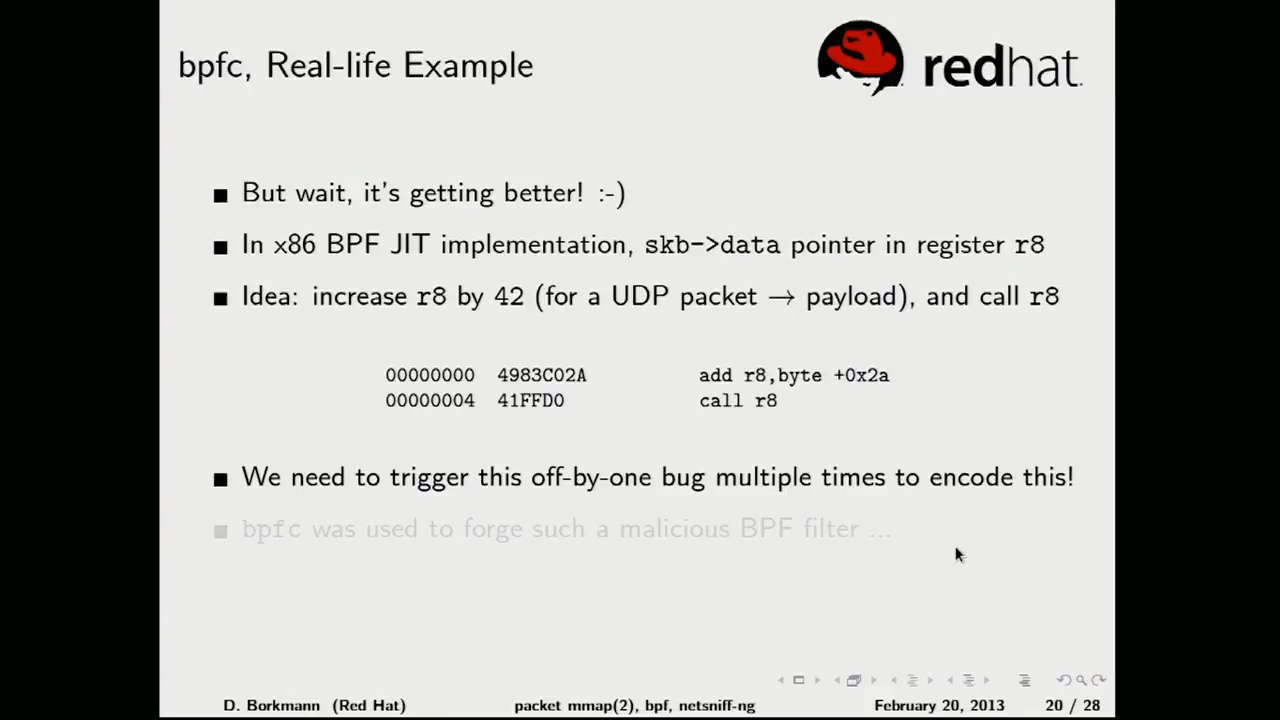 bpfc, Real-life Example
redhat.
But wait, it's getting better! :-)
In x86 BPF JIT implementation, skb->data pointer in register r8
Idea: increase r8 by 42 (for a UDP packet → payload), and call r8
00000000 4983C02A add r8,byte +0x2a
00000004 41FFD0 call r8
We need to trigger this off-by-one bug multiple times to encode this!
bpfc was used to forge such a malicious BPF filter ...
D. Borkmann (Red Hat) packet mmap(2), bpf, netsniff-ng February 20, 2013 20 / 28